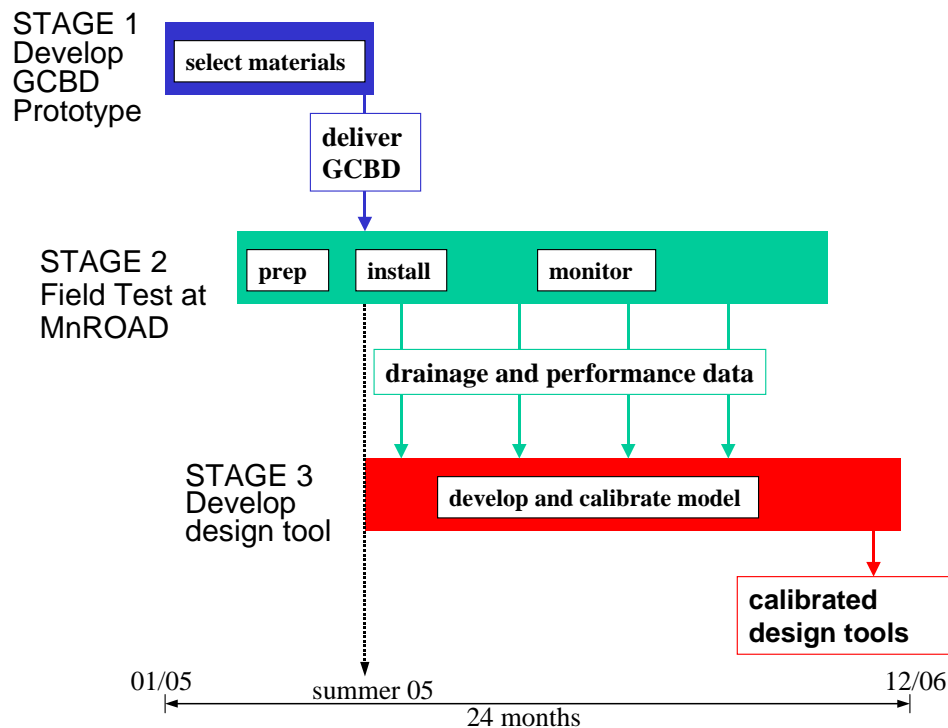 STAGE 1
Develop
GCBD
Prototype
select materials
deliver
GCBD
STAGE 2
Field Test at
MnROAD
prep
install
monitor
drainage and performance data
STAGE 3
Develop
design tool
develop and calibrate model
calibrated
design tools
01/05
summer 05
12/06
24 months